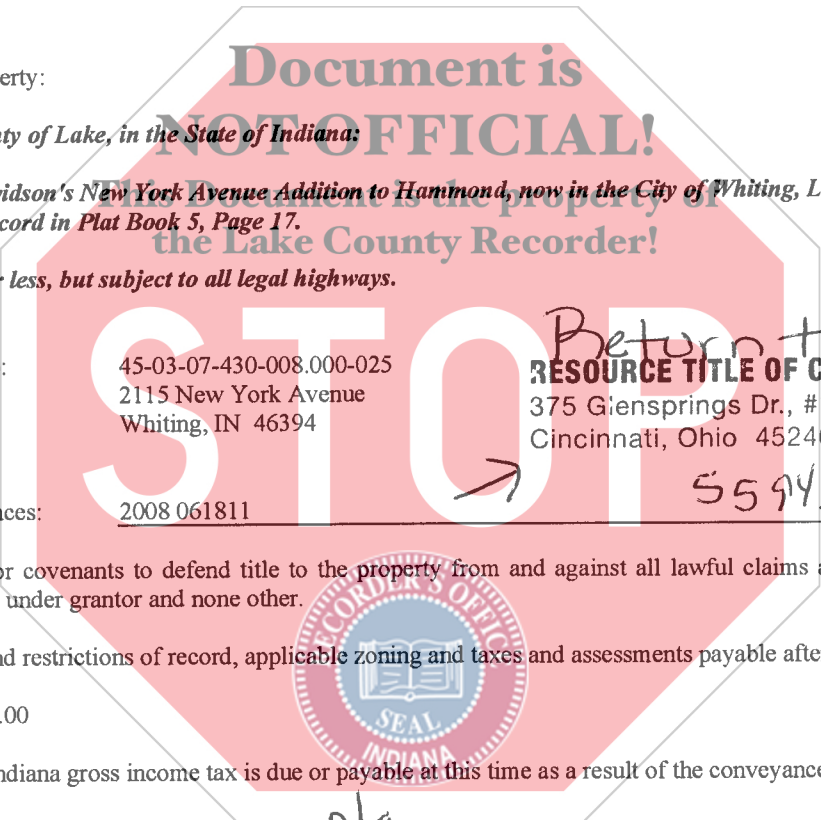 Document is
erty:
NOT OFFICIAL!
ty of Lake, in the State of Indiana:
This Document is the property of
idson's New York Avenue Addition to Hammond, now in the City of Whiting, L
cord in Plat Book 5, Page 17.
the Lake County Recorder!
less, but subject to all legal highways.
STOP
Return t
: 45-03-07-430-008.000-025
RESOURCE TITLE OF C
2115 New York Avenue
375 Glensprings Dr., #
Whiting, IN 46394
Cincinnati, Ohio 4524
5594
nces: 2008 061811
or covenants to defend title to the property from and against all lawful claims a
under grantor and none other.
RECORDER'S OFFICE
nd restrictions of record, applicable zoning and taxes and assessments payable afte
.00
SEAL
INDIANA
ndiana gross income tax is due or payable at this time as a result of the conveyance